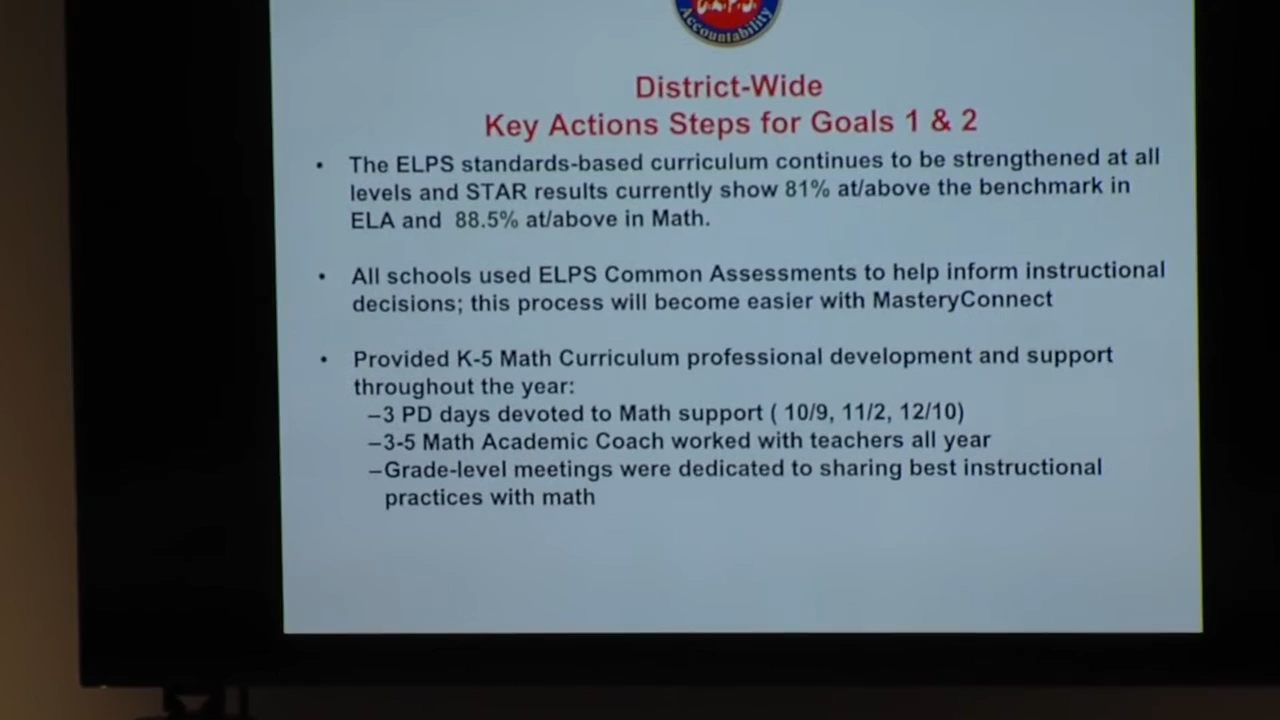 Accountability
District-Wide
Key Actions Steps for Goals 1 & 2
• The ELPS standards-based curriculum continues to be strengthened at all
levels and STAR results currently show 81% at/above the benchmark in
ELA and 88.5% at/above in Math.
• All schools used ELPS Common Assessments to help inform instructional
decisions; this process will become easier with MasteryConnect
• Provided K-5 Math Curriculum professional development and support
throughout the year:
–3 PD days devoted to Math support ( 10/9, 11/2, 12/10)
–3-5 Math Academic Coach worked with teachers all year
–Grade-level meetings were dedicated to sharing best instructional
practices with math